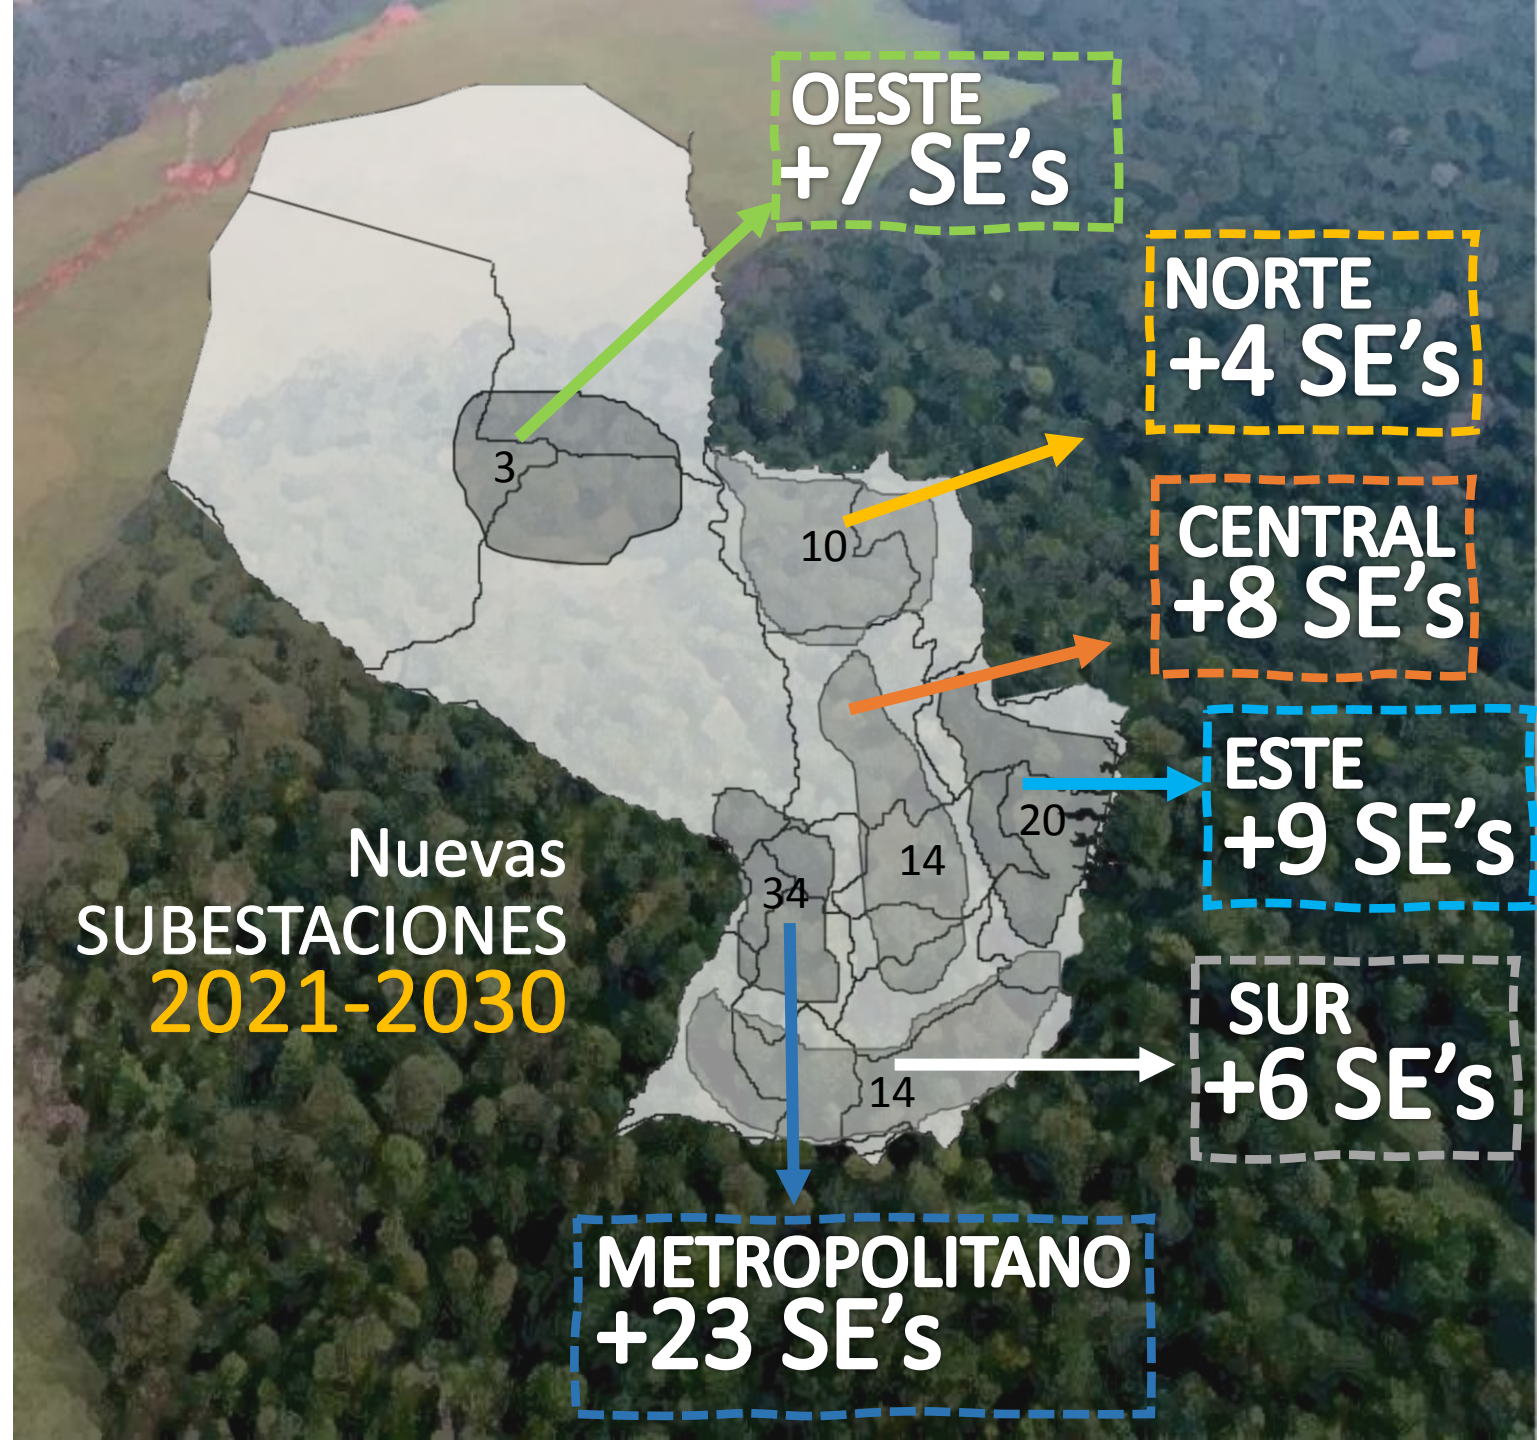 OESTE
+7 SE’s
NORTE
+4 SE’s
3
10
CENTRAL
+8 SE’s
ESTE
+9 SE’s
20
14
34
Nuevas
SUBESTACIONES
2021-2030
SUR
+6 SE’s
14
METROPOLITANO
+23 SE’s